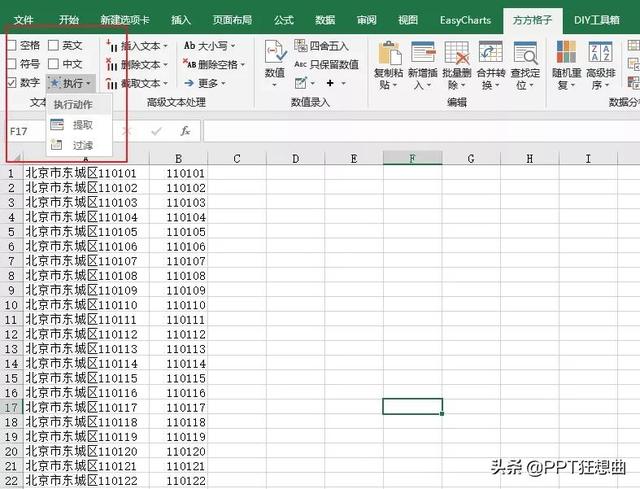 文件 开始 新建选项卡 插入 页面布局 公式 数据 审阅 视图 EasyCharts 方方格子 DIY工具箱
空格 英文 插入文本 Ab 大小写 四舍五入
符号 中文 删除文本 ABC 删除空格 数值 Abc 只保留数值 复制粘贴 新增插入 批量删除 合并转换 查找定位 随机重复 高级排序
数字 执行 截取文本 更多
文 高级文本处理 数值录入 编辑 数据分
执行动作
提取
过滤
F17 fx
A B C D E F G H I
1 北京市东城区110101 110101
2 北京市东城区110102 110102
3 北京市东城区110103 110103
4 北京市东城区110104 110104
5 北京市东城区110105 110105
6 北京市东城区110106 110106
7 北京市东城区110107 110107
8 北京市东城区110108 110108
9 北京市东城区110109 110109
10 北京市东城区110110 110110
11 北京市东城区110111 110111
12 北京市东城区110112 110112
13 北京市东城区110113 110113
14 北京市东城区110114 110114
15 北京市东城区110115 110115
16 北京市东城区110116 110116
17 北京市东城区110117 110117
18 北京市东城区110118 110118
19 北京市东城区110119 110119
20 北京市东城区110120 110120
21 北京市东城区110121 110121
22 北京市东城区110122 110122
头条 @PPT狂想曲